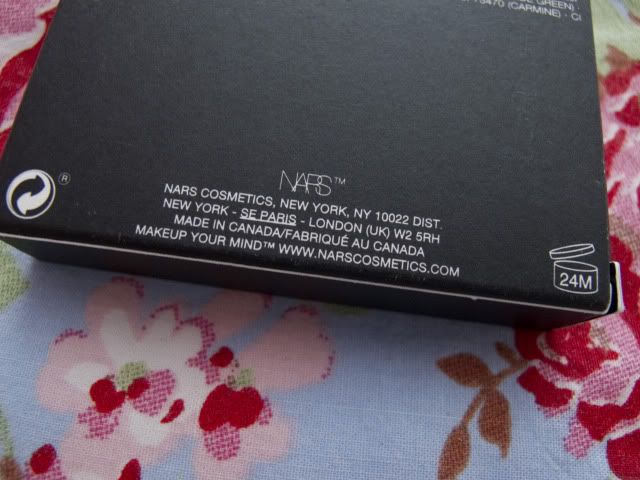 GREEN)
(CARMINE) · CI
®
NARS™
NARS COSMETICS, NEW YORK, NY 10022 DIST.
NEW YORK - SE PARIS - LONDON (UK) W2 5RH
MADE IN CANADA/FABRIQUÉ AU CANADA
MAKEUP YOUR MIND™ WWW.NARSCOSMETICS.COM
24M